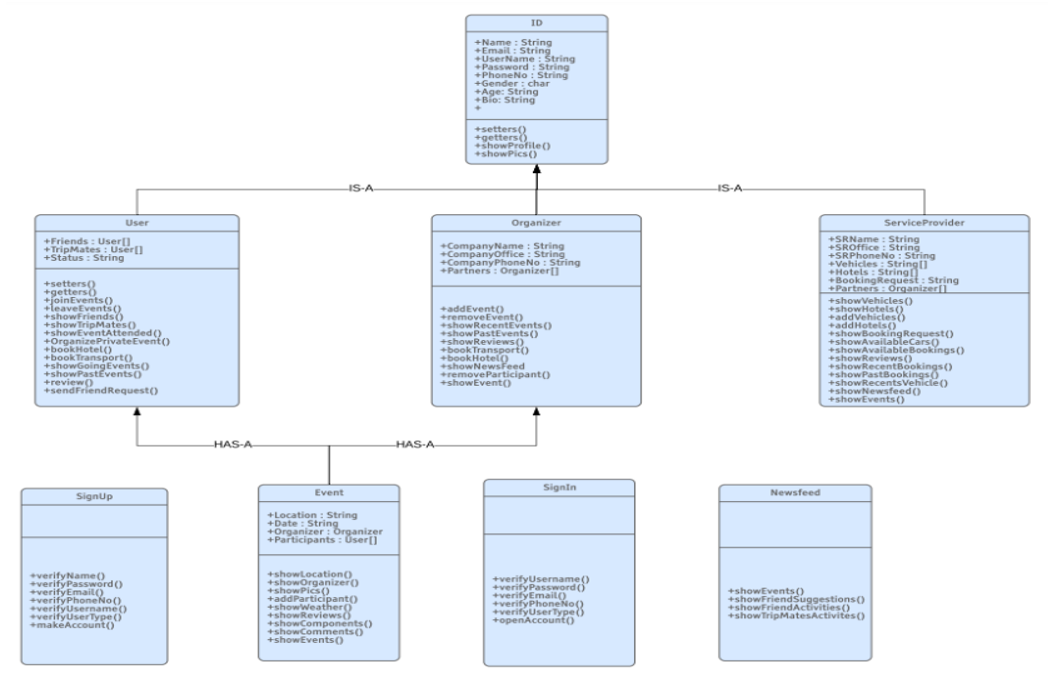 ID
+Name : String
+Email : String
+UserName : String
+Password : String
+PhoneNo : String
+Gender : char
+Age: String
+Bio: String
+
+setters()
+getters()
+showProfile()
+showPics()
IS-A
IS-A
User
+Friends : User[]
+TripMates : User[]
+Status : String
+setters()
+getters()
+joinEvents()
+leaveEvents()
+showFriends()
+showTripMates()
+showEventAttended()
+OrganizePrivateEvent()
+bookHotel()
+bookTransport()
+showGoingEvents()
+showPastEvents()
+review()
+sendFriendRequest()
Organizer
+CompanyName : String
+CompanyOffice : String
+CompanyPhoneNo : String
+Partners : Organizer[]
+addEvent()
+removeEvent()
+showRecentEvents()
+showPastEvents()
+showReviews()
+bookTransport()
+bookHotel()
+showNewsFeed
+removeParticipant()
+showEvent()
ServiceProvider
+SRName : String
+SROffice : String
+SRPhoneNo : String
+Vehicles : String[]
+Hotels : String[]
+BookingRequest : String
+Partners : Organizer[]
+showVehicles()
+showHotels()
+addVehicles()
+addHotels()
+showBookingRequest()
+showAvailableCars()
+showAvailableBookings()
+showReviews()
+showRecentBookings()
+showPastBookings()
+showRecentsVehicle()
+showNewsfeed()
+showEvents()
HAS-A
HAS-A
SignUp
+verifyName()
+verifyPassword()
+verifyEmail()
+verifyPhoneNo()
+verifyUsername()
+verifyUserType()
+makeAccount()
Event
+Location : String
+Date : String
+Organizer : Organizer
+Participants : User[]
+showLocation()
+showOrganizer()
+showPics()
+addParticipant()
+showWeather()
+showReviews()
+showComponents()
+showComments()
+showEvents()
SignIn
+verifyUsername()
+verifyPassword()
+verifyEmail()
+verifyPhoneNo()
+verifyUserType()
+openAccount()
Newsfeed
+showEvents()
+showFriendSuggestions()
+showFriendActivities()
+showTripMatesActivites()